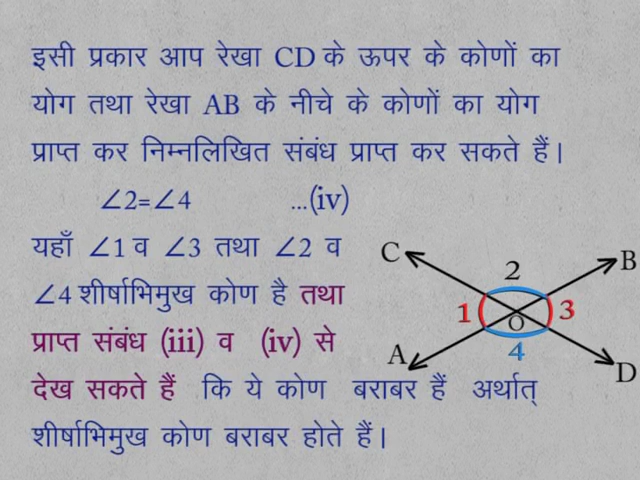 इसी प्रकार आप रेखा CD के ऊपर के कोणों का
योग तथा रेखा AB के नीचे के कोणों का योग
प्राप्त कर निम्नलिखित संबंध प्राप्त कर सकते हैं।
∠2=∠4 ...(iv)
यहाँ ∠1 व ∠3 तथा ∠2 व
∠4 शीर्षाभिमुख कोण है तथा
प्राप्त संबंध (iii) व (iv) से
देख सकते हैं कि ये कोण बराबर हैं अर्थात्
शीर्षाभिमुख कोण बराबर होते हैं।
C 2 B
1 O 3
A 4 D